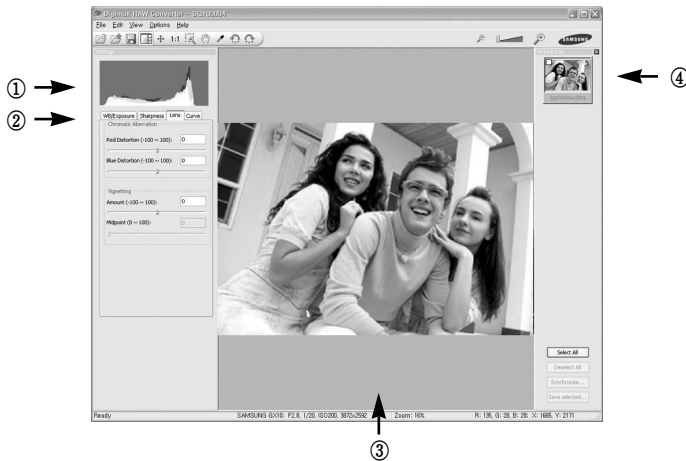 Digimax RAW Converter - SG100004
File Edit View Options Help
1:1
SAMSUNG
①
②
④
WB/Exposure Sharpness Lens Curve
Chromatic Aberration
Red Distortion (-100 ~ 100): 0
Blue Distortion (-100 ~ 100): 0
Vignetting
Amount (-100 ~ 100): 0
Midpoint (0 ~ 100): 0
Select All
Deselect All
Synchronize...
Save selected...
Ready SAMSUNG GX10: F2.8, 1/20, ISO200, 3872x2592 Zoom: 16% R: 135, G: 28, B: 28; X: 1665, Y: 2171
③